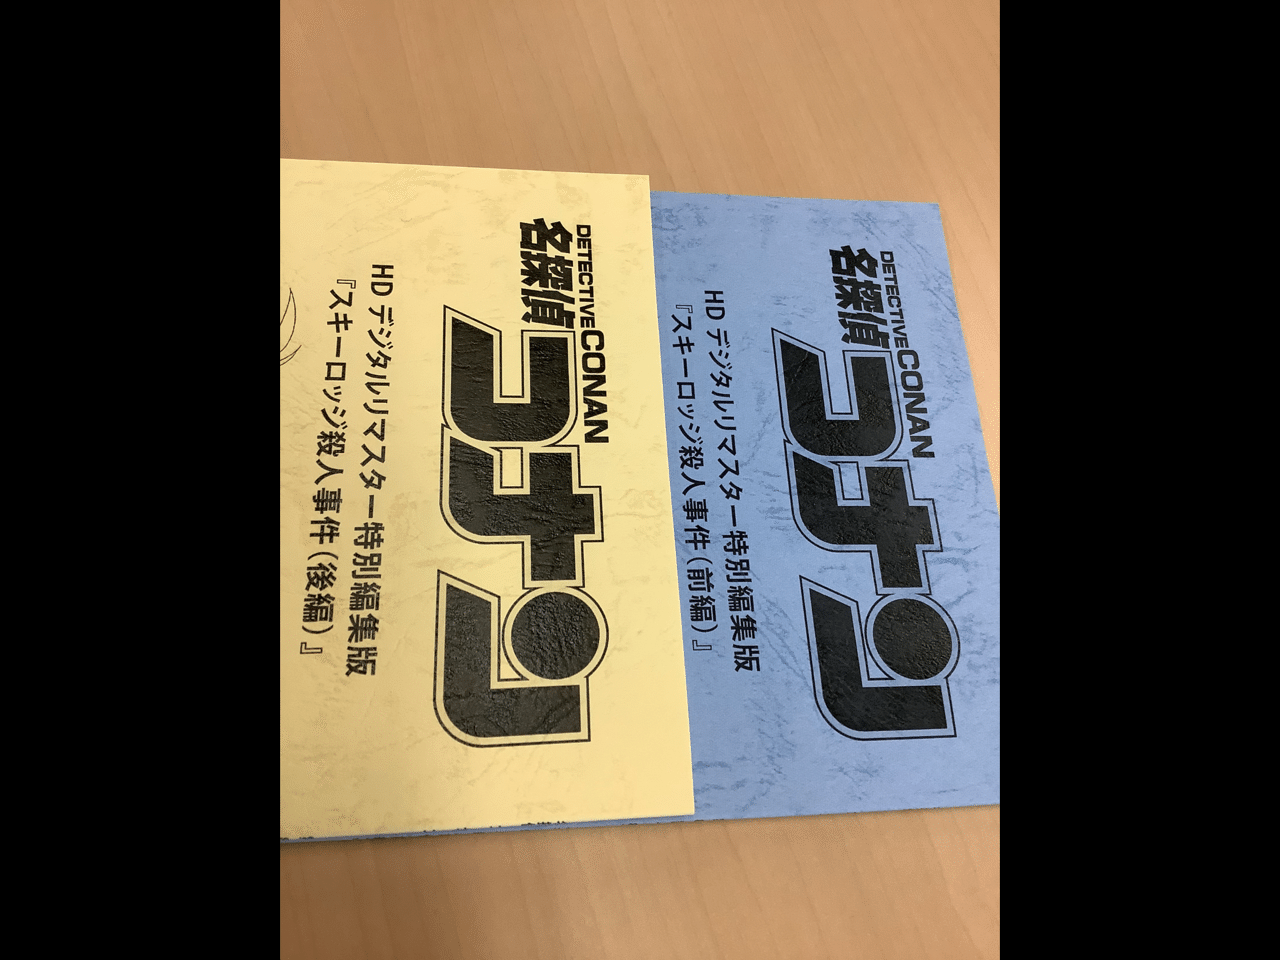 DETECTIVE CONAN
名探偵
コナン
HD デジタルリマスター特別編集版
『スキーロッジ殺人事件(後編)』
DETECTIVE CONAN
名探偵
コナン
HD デジタルリマスター特別編集版
『スキーロッジ殺人事件(前編)』